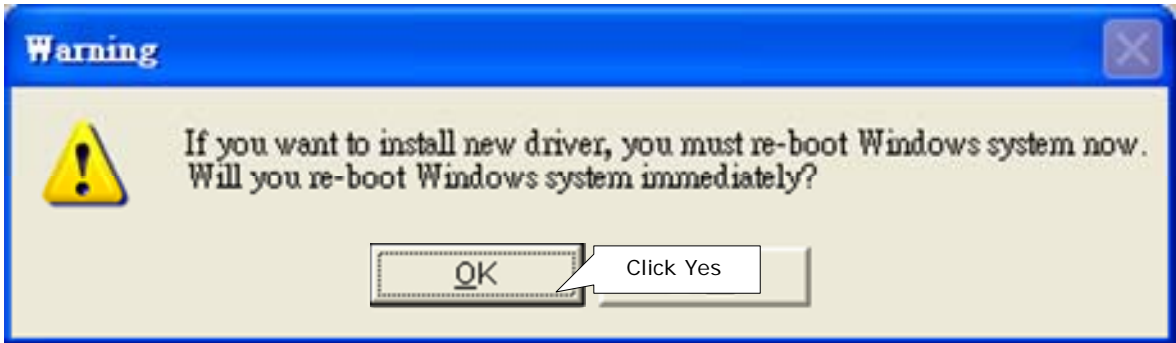 Warning
If you want to install new driver, you must re-boot Windows system now.
Will you re-boot Windows system immediately?
OK
Click Yes